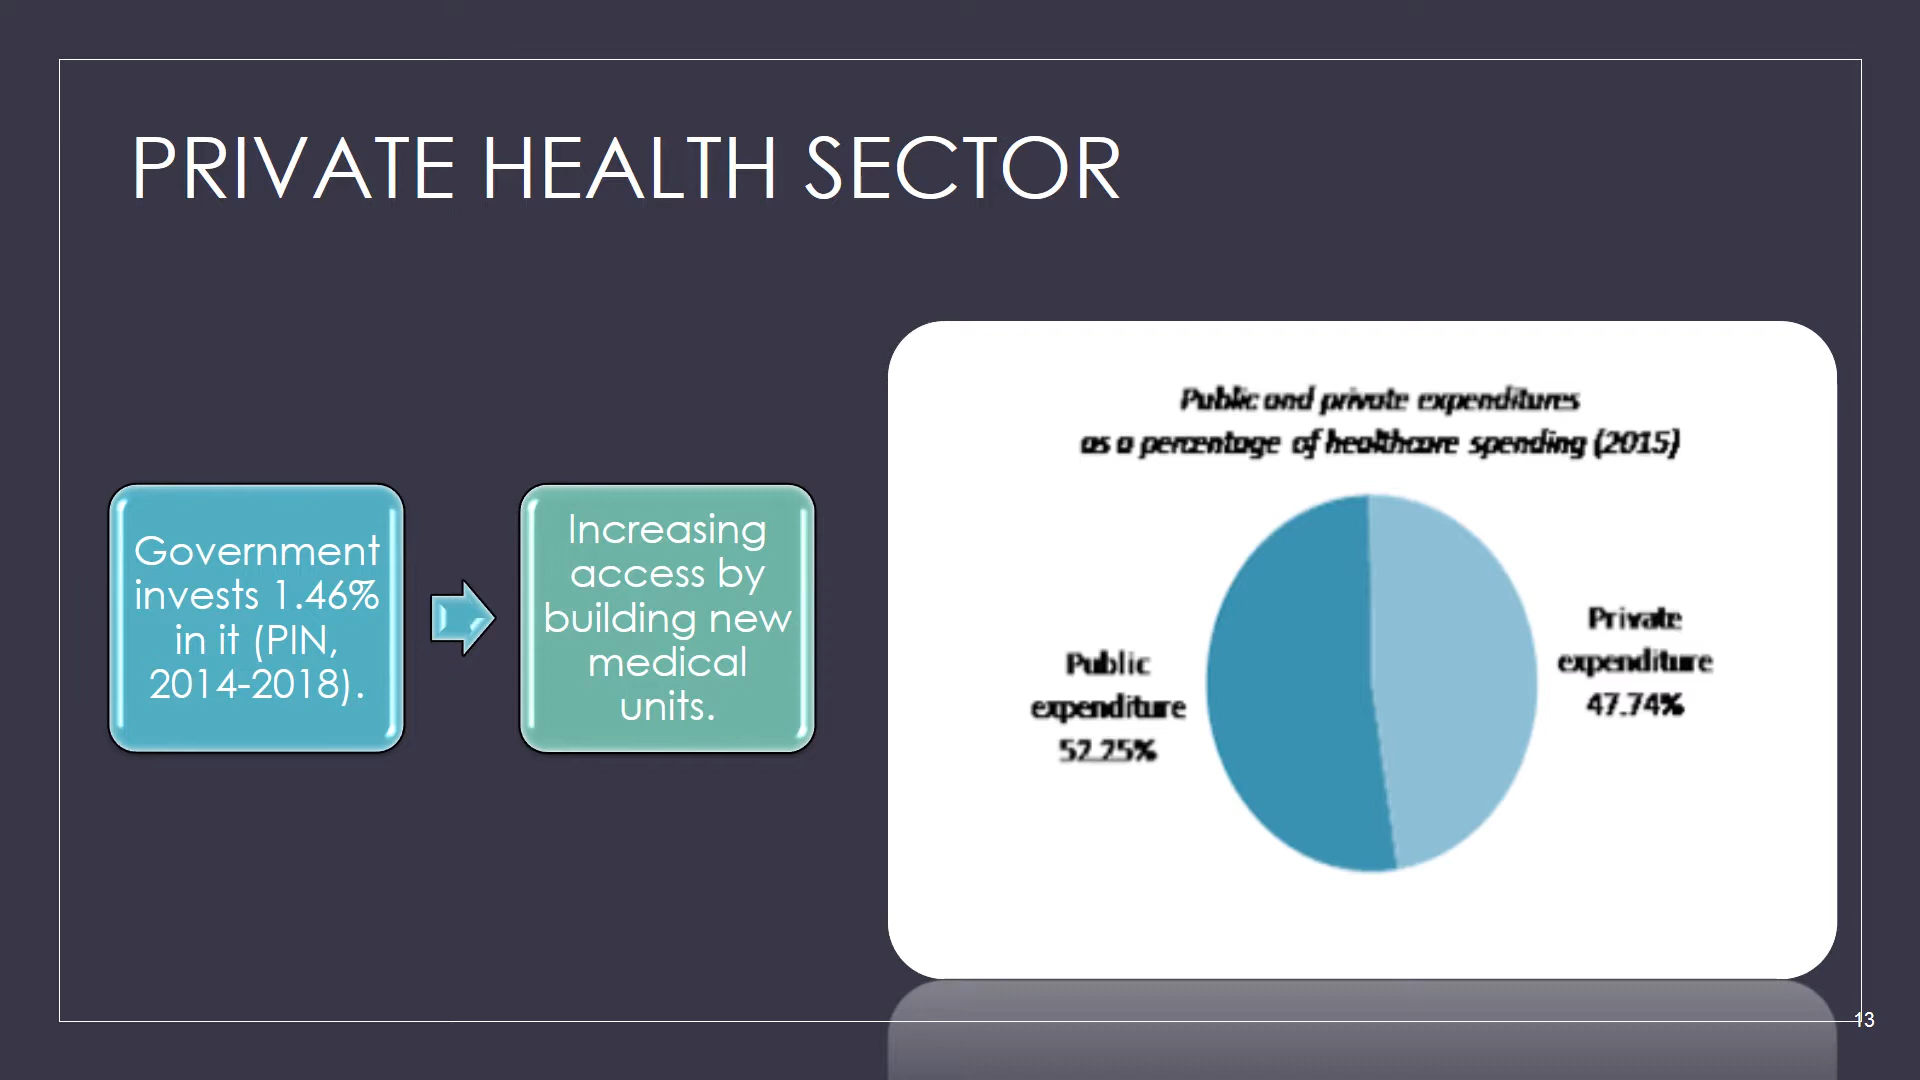 PRIVATE HEALTH SECTOR
Government
invests 1.46%
in it (PIN,
2014-2018).
Increasing
access by
building new
medical
units.
Public and private expenditures
as a percentage of healthcare spending (2015)
Public
expenditure
52.25%
Private
expenditure
47.74%
13